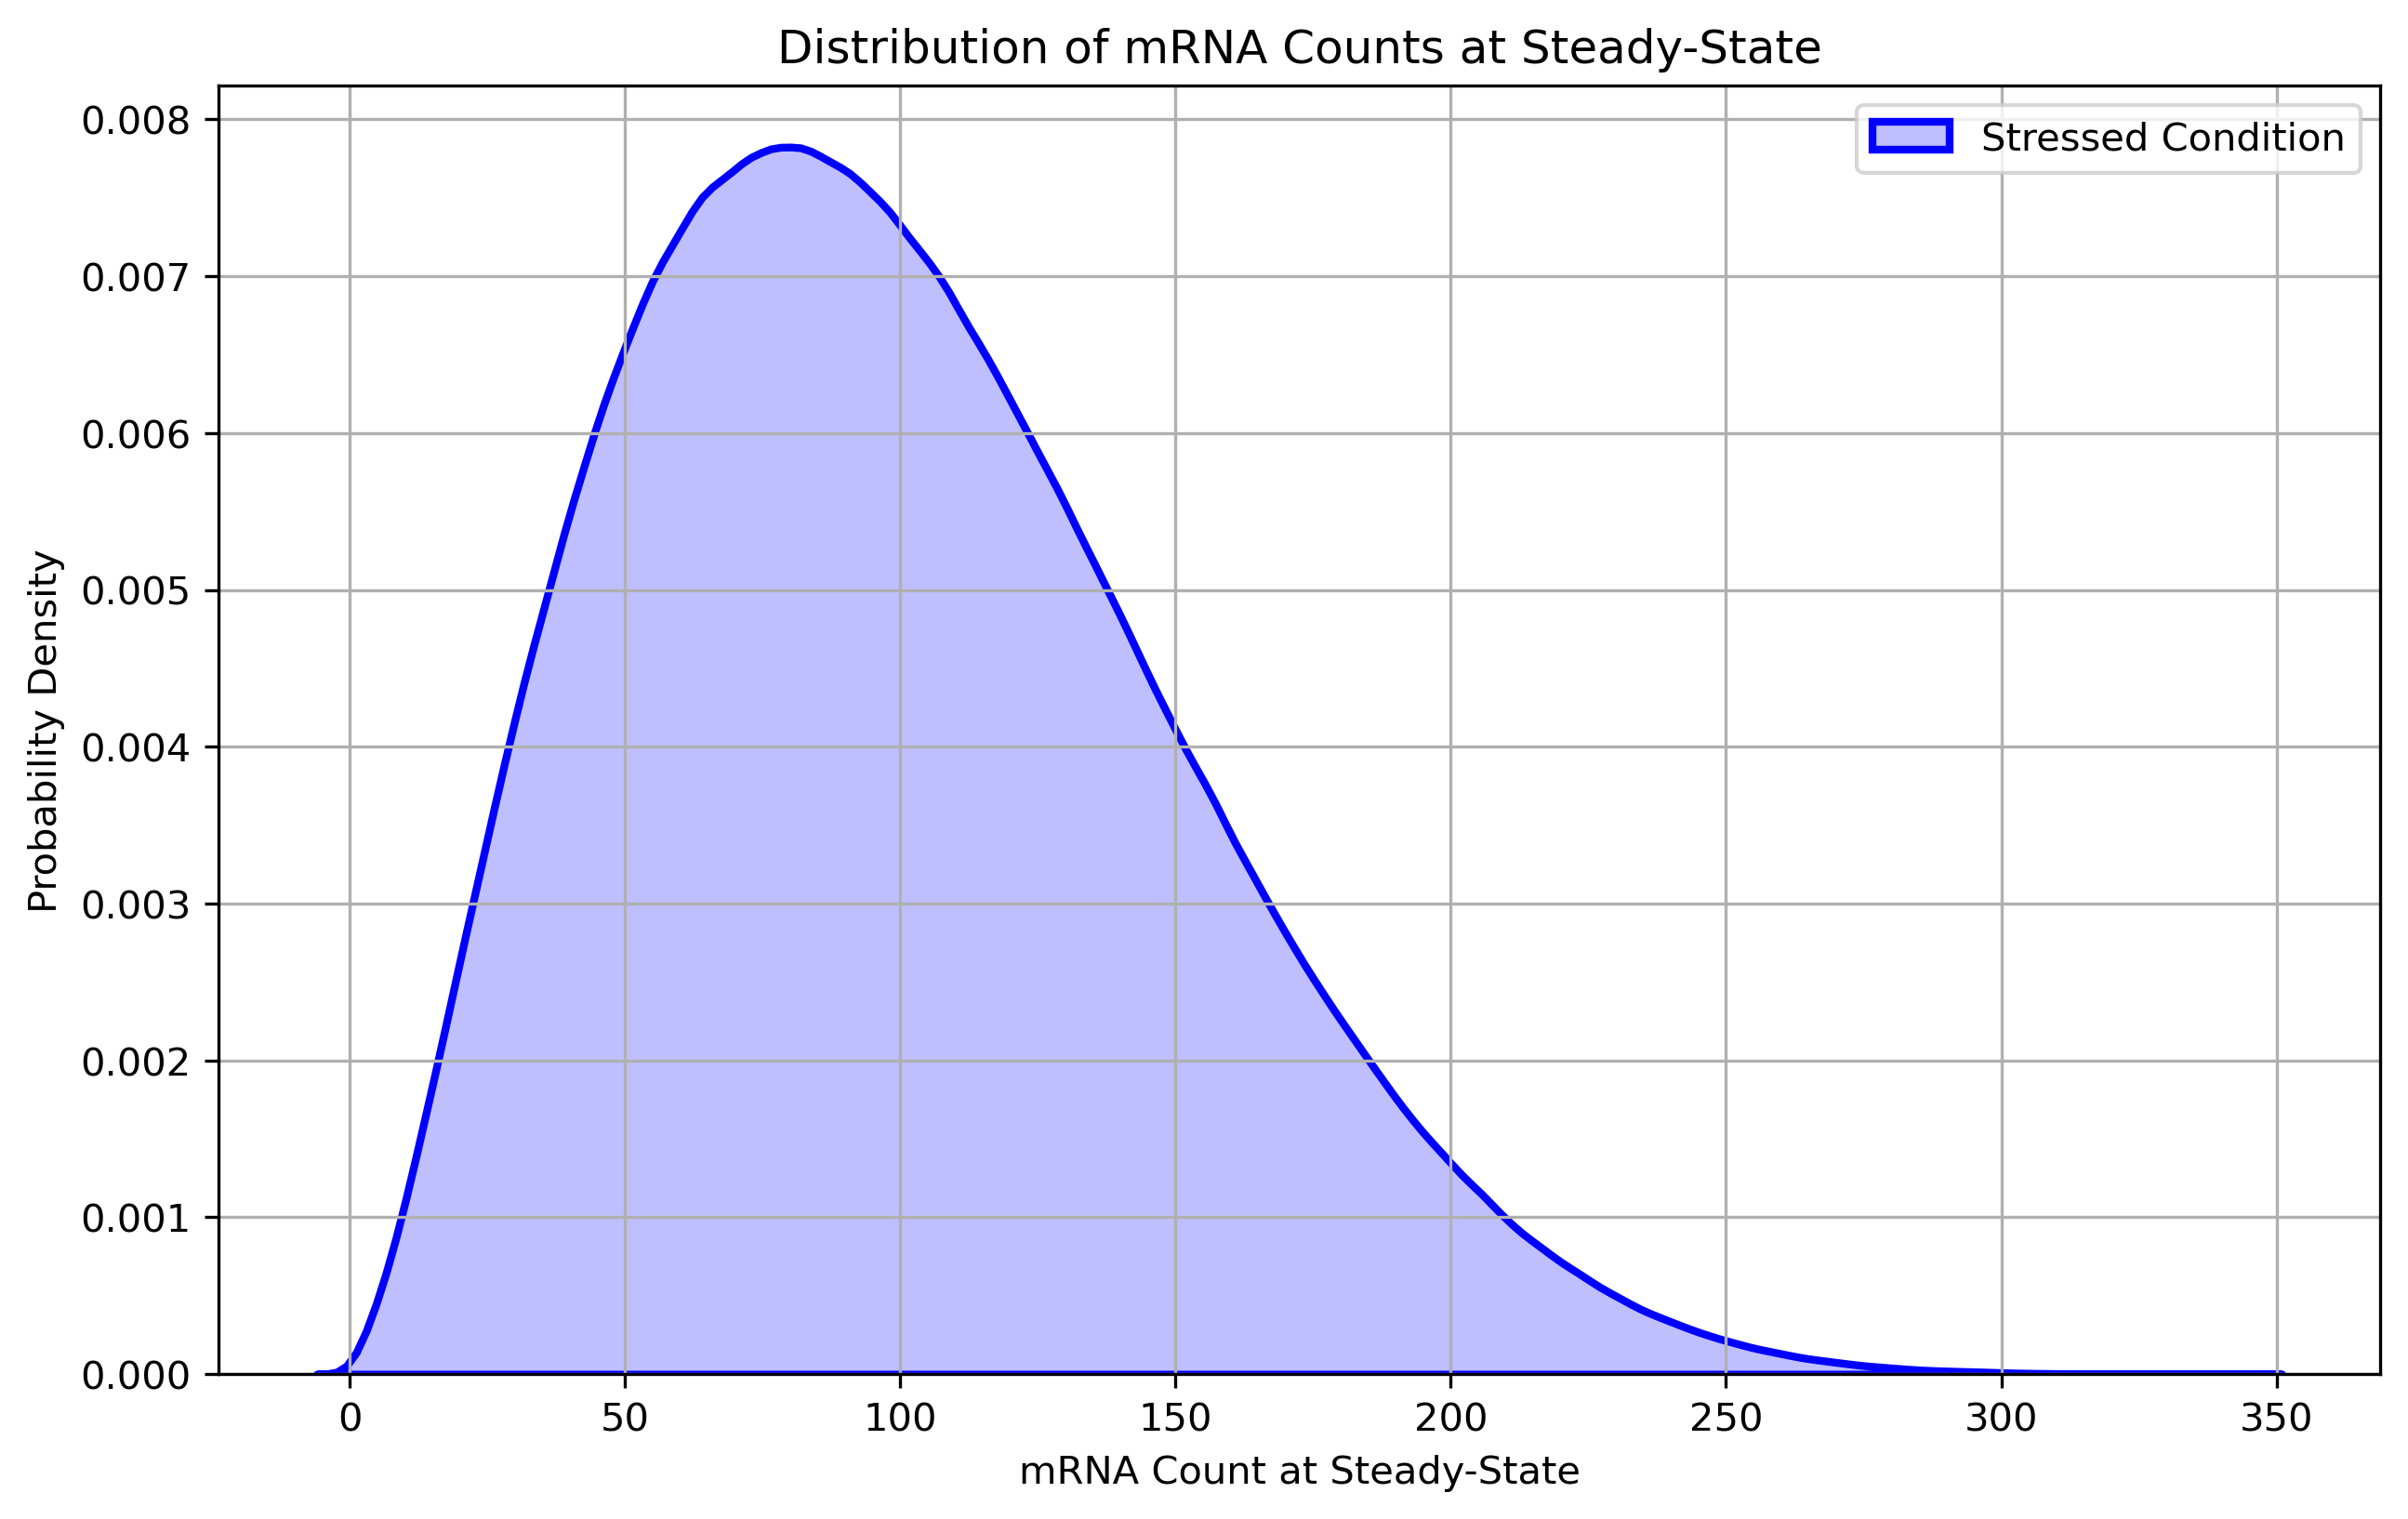 Distribution of mRNA Counts at Steady-State
Stressed Condition
Probability Density
0.008
0.007
0.006
0.005
0.004
0.003
0.002
0.001
0.000
0 50 100 150 200 250 300 350
mRNA Count at Steady-State